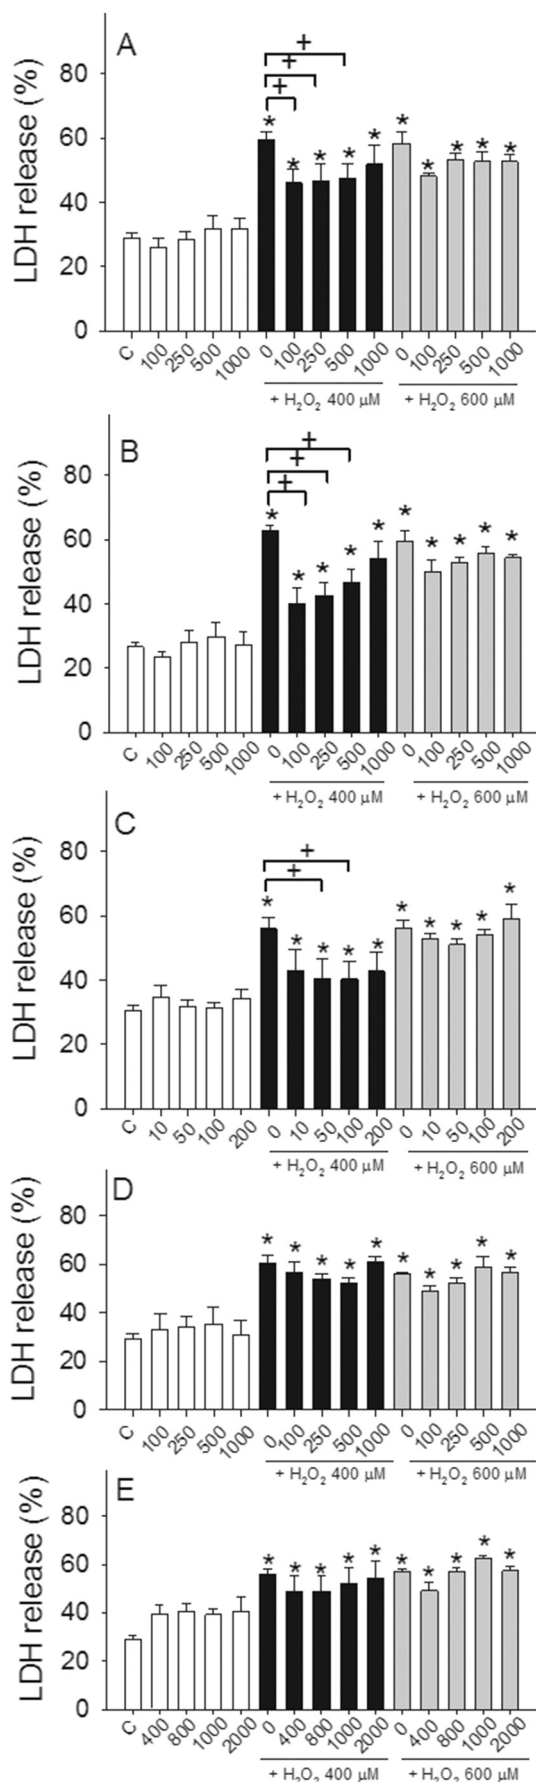 A
LDH release (%)
80
60
40
20
0
+
+
+
* * * * * * * * * *
C 100 250 500 1000 0 100 250 500 1000 0 100 250 500 1000
+ H₂O₂ 400 µM + H₂O₂ 600 µM
B
LDH release (%)
80
60
40
20
0
+
+
+
* * * * * * * * * *
C 100 250 500 1000 0 100 250 500 1000 0 100 250 500 1000
+ H₂O₂ 400 µM + H₂O₂ 600 µM
C
LDH release (%)
80
60
40
20
0
+
+
* * * * * * * * * *
C 10 50 100 200 0 10 50 100 200 0 10 50 100 200
+ H₂O₂ 400 µM + H₂O₂ 600 µM
D
LDH release (%)
80
60
40
20
0
* * * * * * * * * *
C 100 250 500 1000 0 100 250 500 1000 0 100 250 500 1000
+ H₂O₂ 400 µM + H₂O₂ 600 µM
E
LDH release (%)
80
60
40
20
0
* * * * * * * * * *
C 400 800 1000 2000 0 400 800 1000 2000 0 400 800 1000 2000
+ H₂O₂ 400 µM + H₂O₂ 600 µM